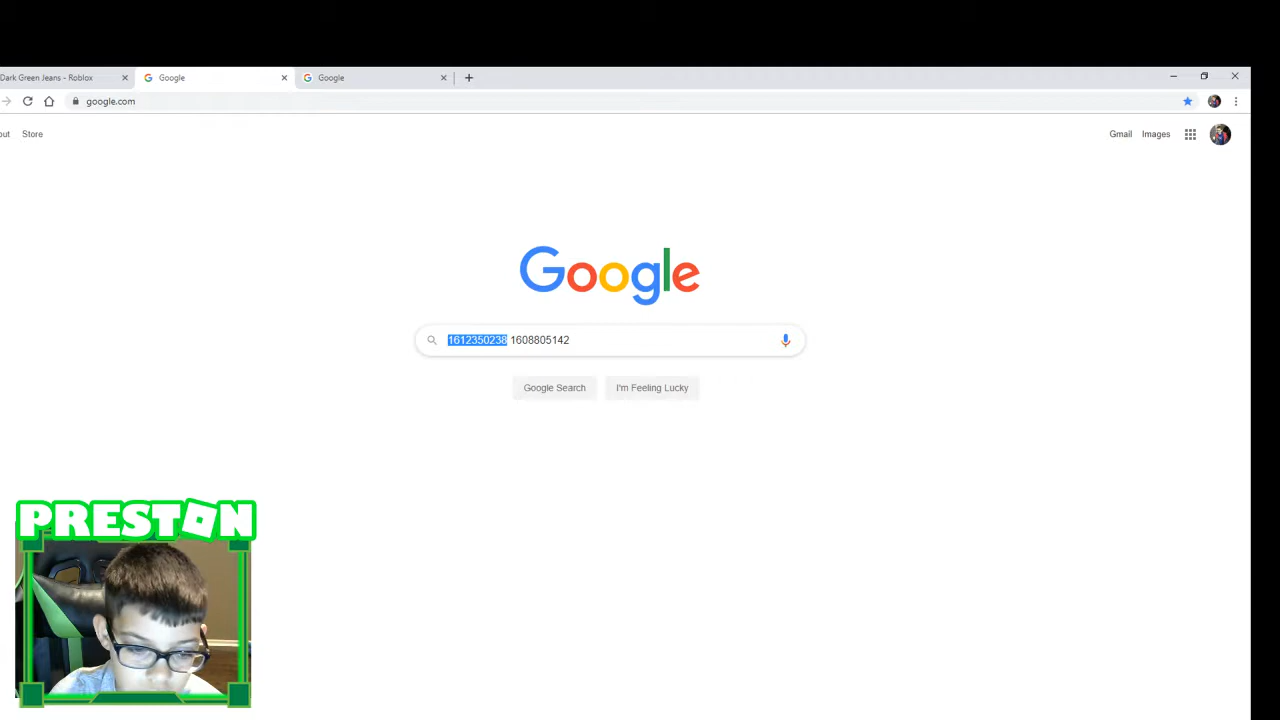 Dark Green Jeans - Roblox
Google
Google
google.com
out
Store
Gmail
Images
Google
1612350238 1608805142
Google Search
I'm Feeling Lucky
PRESTON